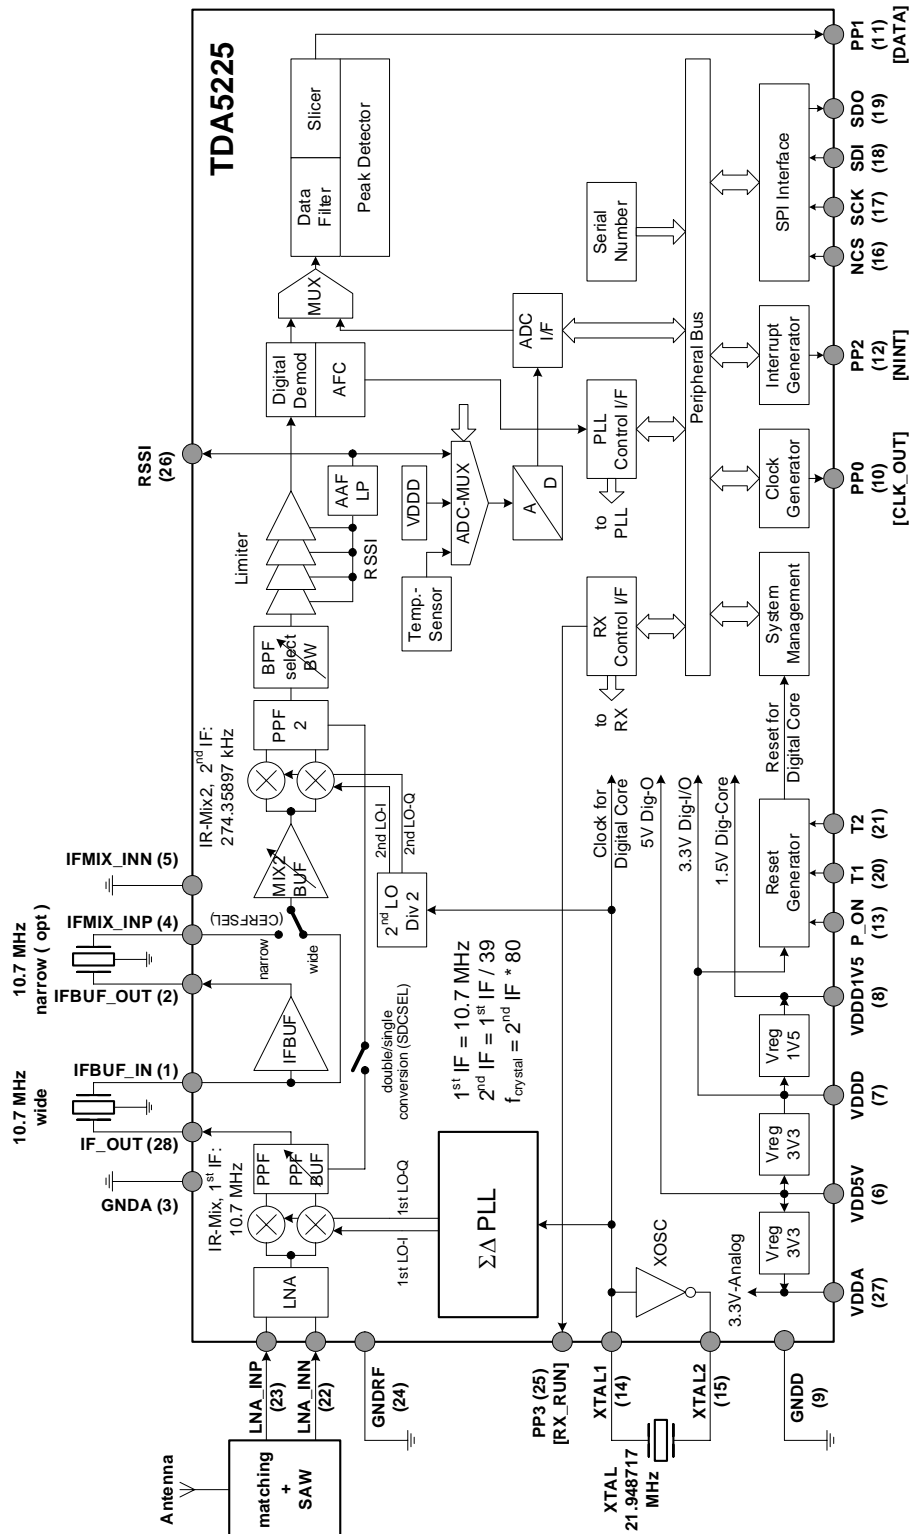 TDA5225
Antenna
matching
+
SAW
LNA_INP
(23)
LNA_INN
(22)
GNDRF
(24)
PP3 (25)
[RX_RUN]
XTAL1
(14)
XTAL
21.948717
MHz
XTAL2
(15)
GNDD
(9)
GNDA (3)
IF_OUT (28)
10.7 MHz
wide
IFBUF_IN (1)
IFBUF_OUT (2)
10.7 MHz
narrow ( opt )
IFMIX_INP (4)
IFMIX_INN (5)
RSSI
(26)
LNA
IR-Mix, 1st IF:
10.7 MHz
PPF
PPF
BUF
1st LO-I
1st LO-Q
ΣΔ PLL
IFBUF
narrow
wide
(CERFSEL)
MIX2
BUF
double/single
conversion (SDCSEL)
IR-Mix2, 2nd IF:
274.35897 kHz
PPF
2
2nd LO-I
2nd LO-Q
2nd LO
Div 2
BPF
select
BW
Limiter
RSSI
AAF
LP
Digital
Demod
AFC
MUX
Data
Filter
Slicer
Peak Detector
1st IF = 10.7 MHz
2nd IF = 1st IF / 39
fcrystal = 2nd IF * 80
Temp.-
Sensor
VDDD
ADC-MUX
A
D
ADC
I/F
XOSC
Clock for
Digital Core
5V Dig-O
3.3V Dig-I/O
1.5V Dig-Core
RX
Control I/F
to
RX
PLL
Control I/F
to
PLL
Serial
Number
Peripheral Bus
3.3V-Analog
Vreg
3V3
Vreg
3V3
Vreg
1V5
Reset
Generator
Reset for
Digital Core
System
Management
Clock
Generator
Interrupt
Generator
SPI Interface
VDDA
(27)
VDD5V
(6)
VDDD
(7)
VDDD1V5
(8)
P_ON
(13)
T1
(20)
T2
(21)
PP0
(10)
[CLK_OUT]
PP2
(12)
[NINT]
NCS
(16)
SCK
(17)
SDI
(18)
SDO
(19)
PP1
(11)
[DATA]